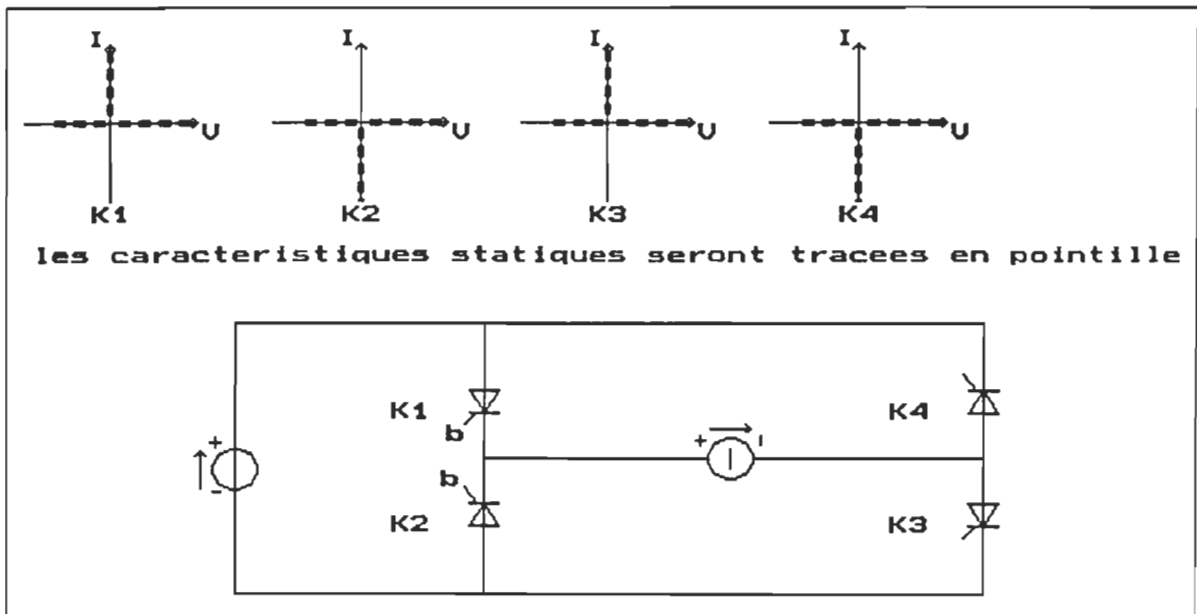 I I I I
U U U U
K1 K2 K3 K4
les caracteristiques statiques seront tracees en pointille
K1 K4
b
+ + I -
b
-
K2 K3